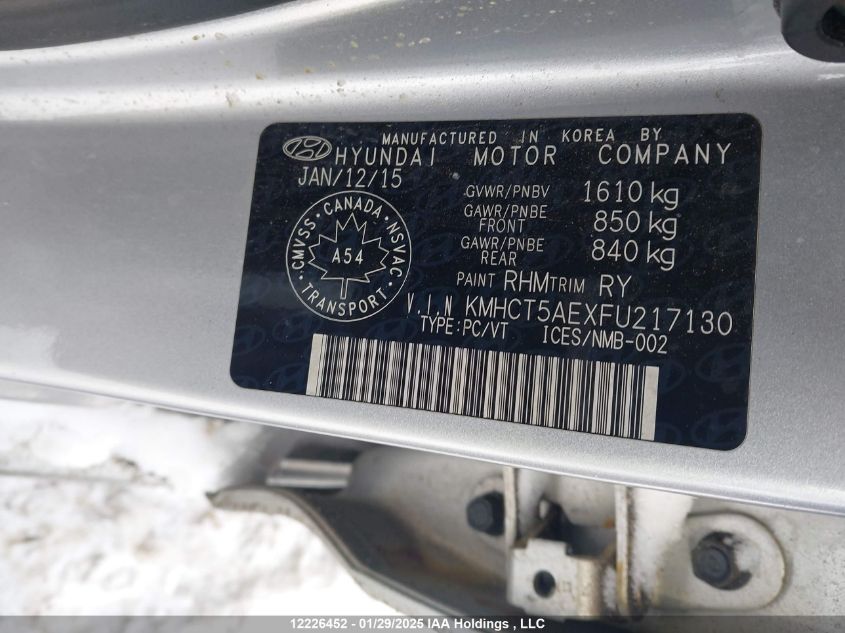 MANUFACTURED IN KOREA BY
HYUNDAI MOTOR COMPANY
JAN/12/15
GVWR/PNBV 1610 kg
GAWR/PNBE FRONT 850 kg
GAWR/PNBE REAR 840 kg
CMVSS · CANADA · NSVAC
A54
· TRANSPORT ·
PAINT RHM TRIM RY
V.I.N KMHCT5AEXFU217130
TYPE:PC/VT ICES/NMB-002
12226452 - 01/29/2025 IAA Holdings , LLC